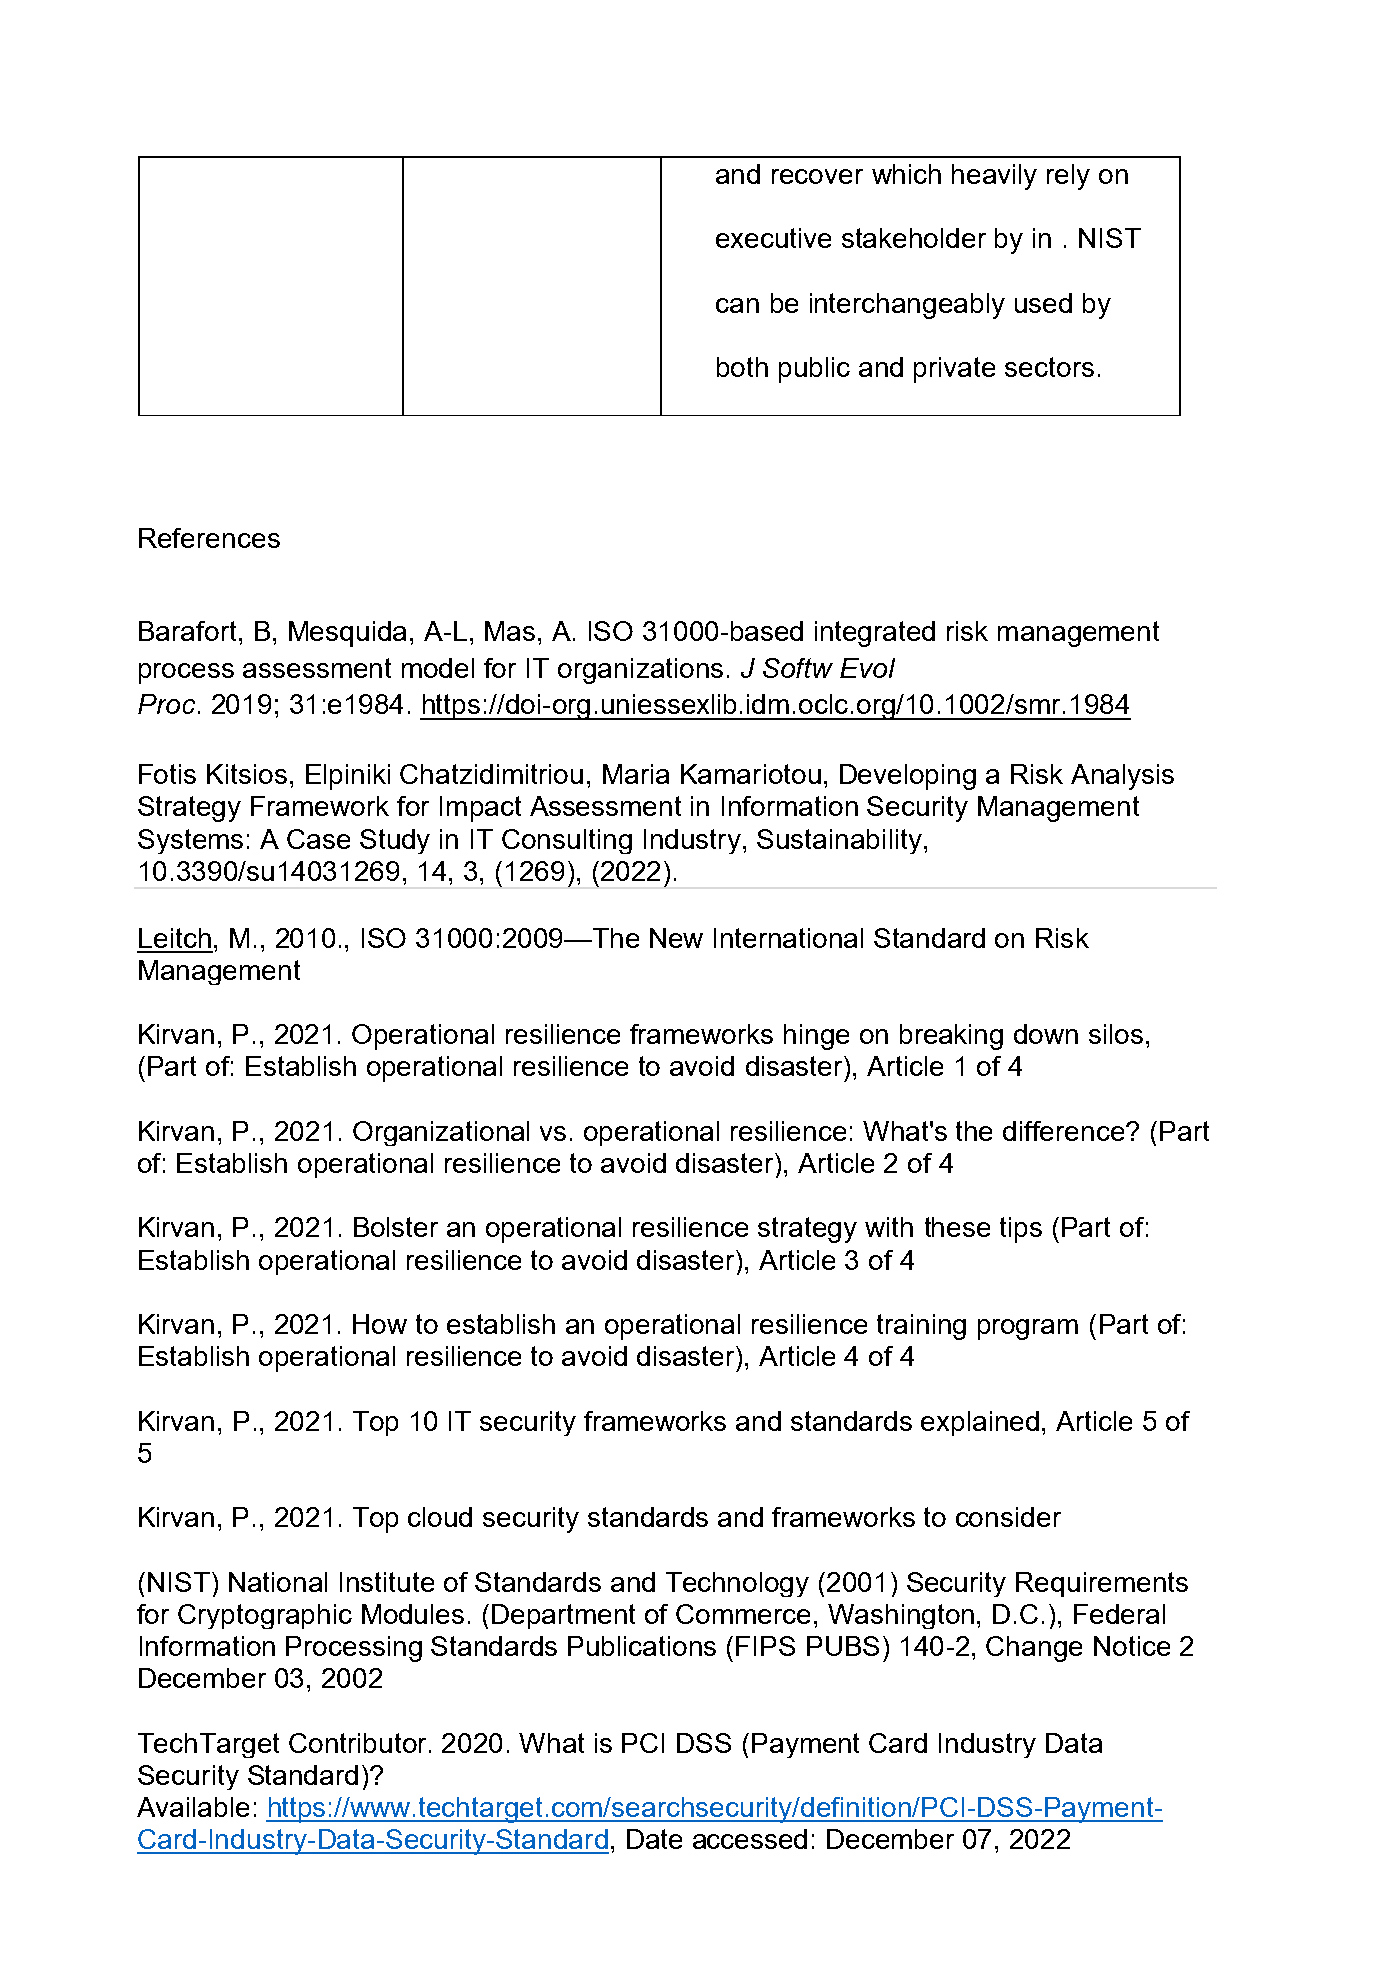 and recover which heavily rely on
executive stakeholder by in . NIST
can be interchangeably used by
both public and private sectors.
References
Barafort, B, Mesquida, A-L, Mas, A. ISO 31000-based integrated risk management
process assessment model for IT organizations. J Softw Evol
Proc. 2019; 31:e1984. https://doi-org.uniessexlib.idm.oclc.org/10.1002/smr.1984
Fotis Kitsios, Elpiniki Chatzidimitriou, Maria Kamariotou, Developing a Risk Analysis
Strategy Framework for Impact Assessment in Information Security Management
Systems: A Case Study in IT Consulting Industry, Sustainability,
10.3390/su14031269, 14, 3, (1269), (2022).
Leitch, M., 2010., ISO 31000:2009—The New International Standard on Risk
Management
Kirvan, P., 2021. Operational resilience frameworks hinge on breaking down silos,
(Part of: Establish operational resilience to avoid disaster), Article 1 of 4
Kirvan, P., 2021. Organizational vs. operational resilience: What's the difference? (Part
of: Establish operational resilience to avoid disaster), Article 2 of 4
Kirvan, P., 2021. Bolster an operational resilience strategy with these tips (Part of:
Establish operational resilience to avoid disaster), Article 3 of 4
Kirvan, P., 2021. How to establish an operational resilience training program (Part of:
Establish operational resilience to avoid disaster), Article 4 of 4
Kirvan, P., 2021. Top 10 IT security frameworks and standards explained, Article 5 of
5
Kirvan, P., 2021. Top cloud security standards and frameworks to consider
(NIST) National Institute of Standards and Technology (2001) Security Requirements
for Cryptographic Modules. (Department of Commerce, Washington, D.C.), Federal
Information Processing Standards Publications (FIPS PUBS) 140-2, Change Notice 2
December 03, 2002
TechTarget Contributor. 2020. What is PCI DSS (Payment Card Industry Data
Security Standard)?
Available: https://www.techtarget.com/searchsecurity/definition/PCI-DSS-Payment-
Card-Industry-Data-Security-Standard, Date accessed: December 07, 2022